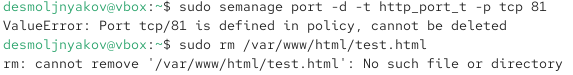 desmoljnyakov@vbox:~$ sudo semanage port -d -t http_port_t -p tcp 81
ValueError: Port tcp/81 is defined in policy, cannot be deleted
desmoljnyakov@vbox:~$ sudo rm /var/www/html/test.html
rm: cannot remove '/var/www/html/test.html': No such file or directory